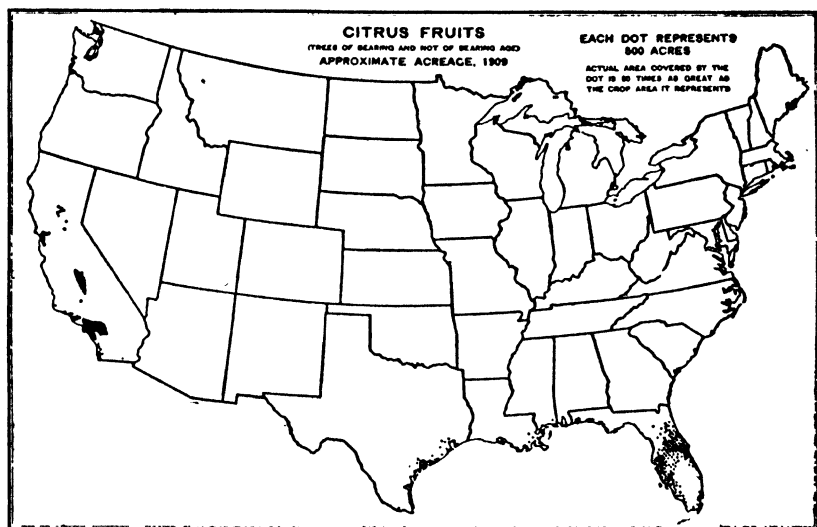 CITRUS FRUITS
(TREES OF BEARING AND NOT OF BEARING AGE)
APPROXIMATE ACREAGE, 1909
EACH DOT REPRESENTS
500 ACRES
ACTUAL AREA COVERED BY THE
DOT IS 80 TIMES AS GREAT AS
THE CROP AREA IT REPRESENTS